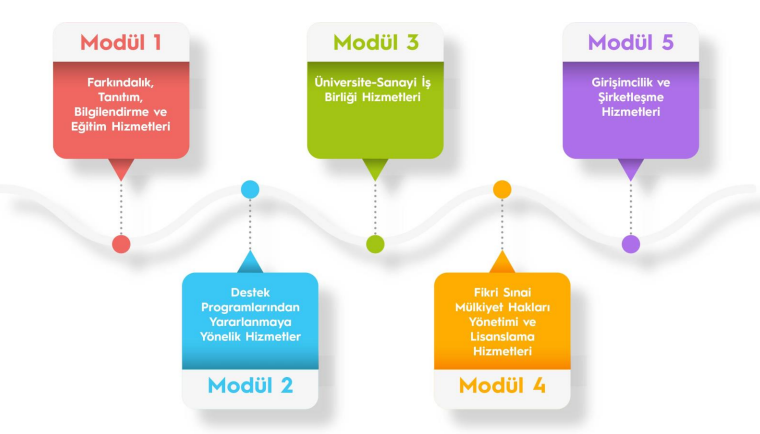 Modül 1
Farkındalık,
Tanıtım,
Bilgilendirme ve
Eğitim Hizmetleri
Destek
Programlarından
Yararlanmaya
Yönelik Hizmetler
Modül 2
Modül 3
Üniversite-Sanayi İş
Birliği Hizmetleri
Fikri Sınai
Mülkiyet Hakları
Yönetimi ve
Lisanslama
Hizmetleri
Modül 4
Modül 5
Girişimcilik ve
Şirketleşme
Hizmetleri